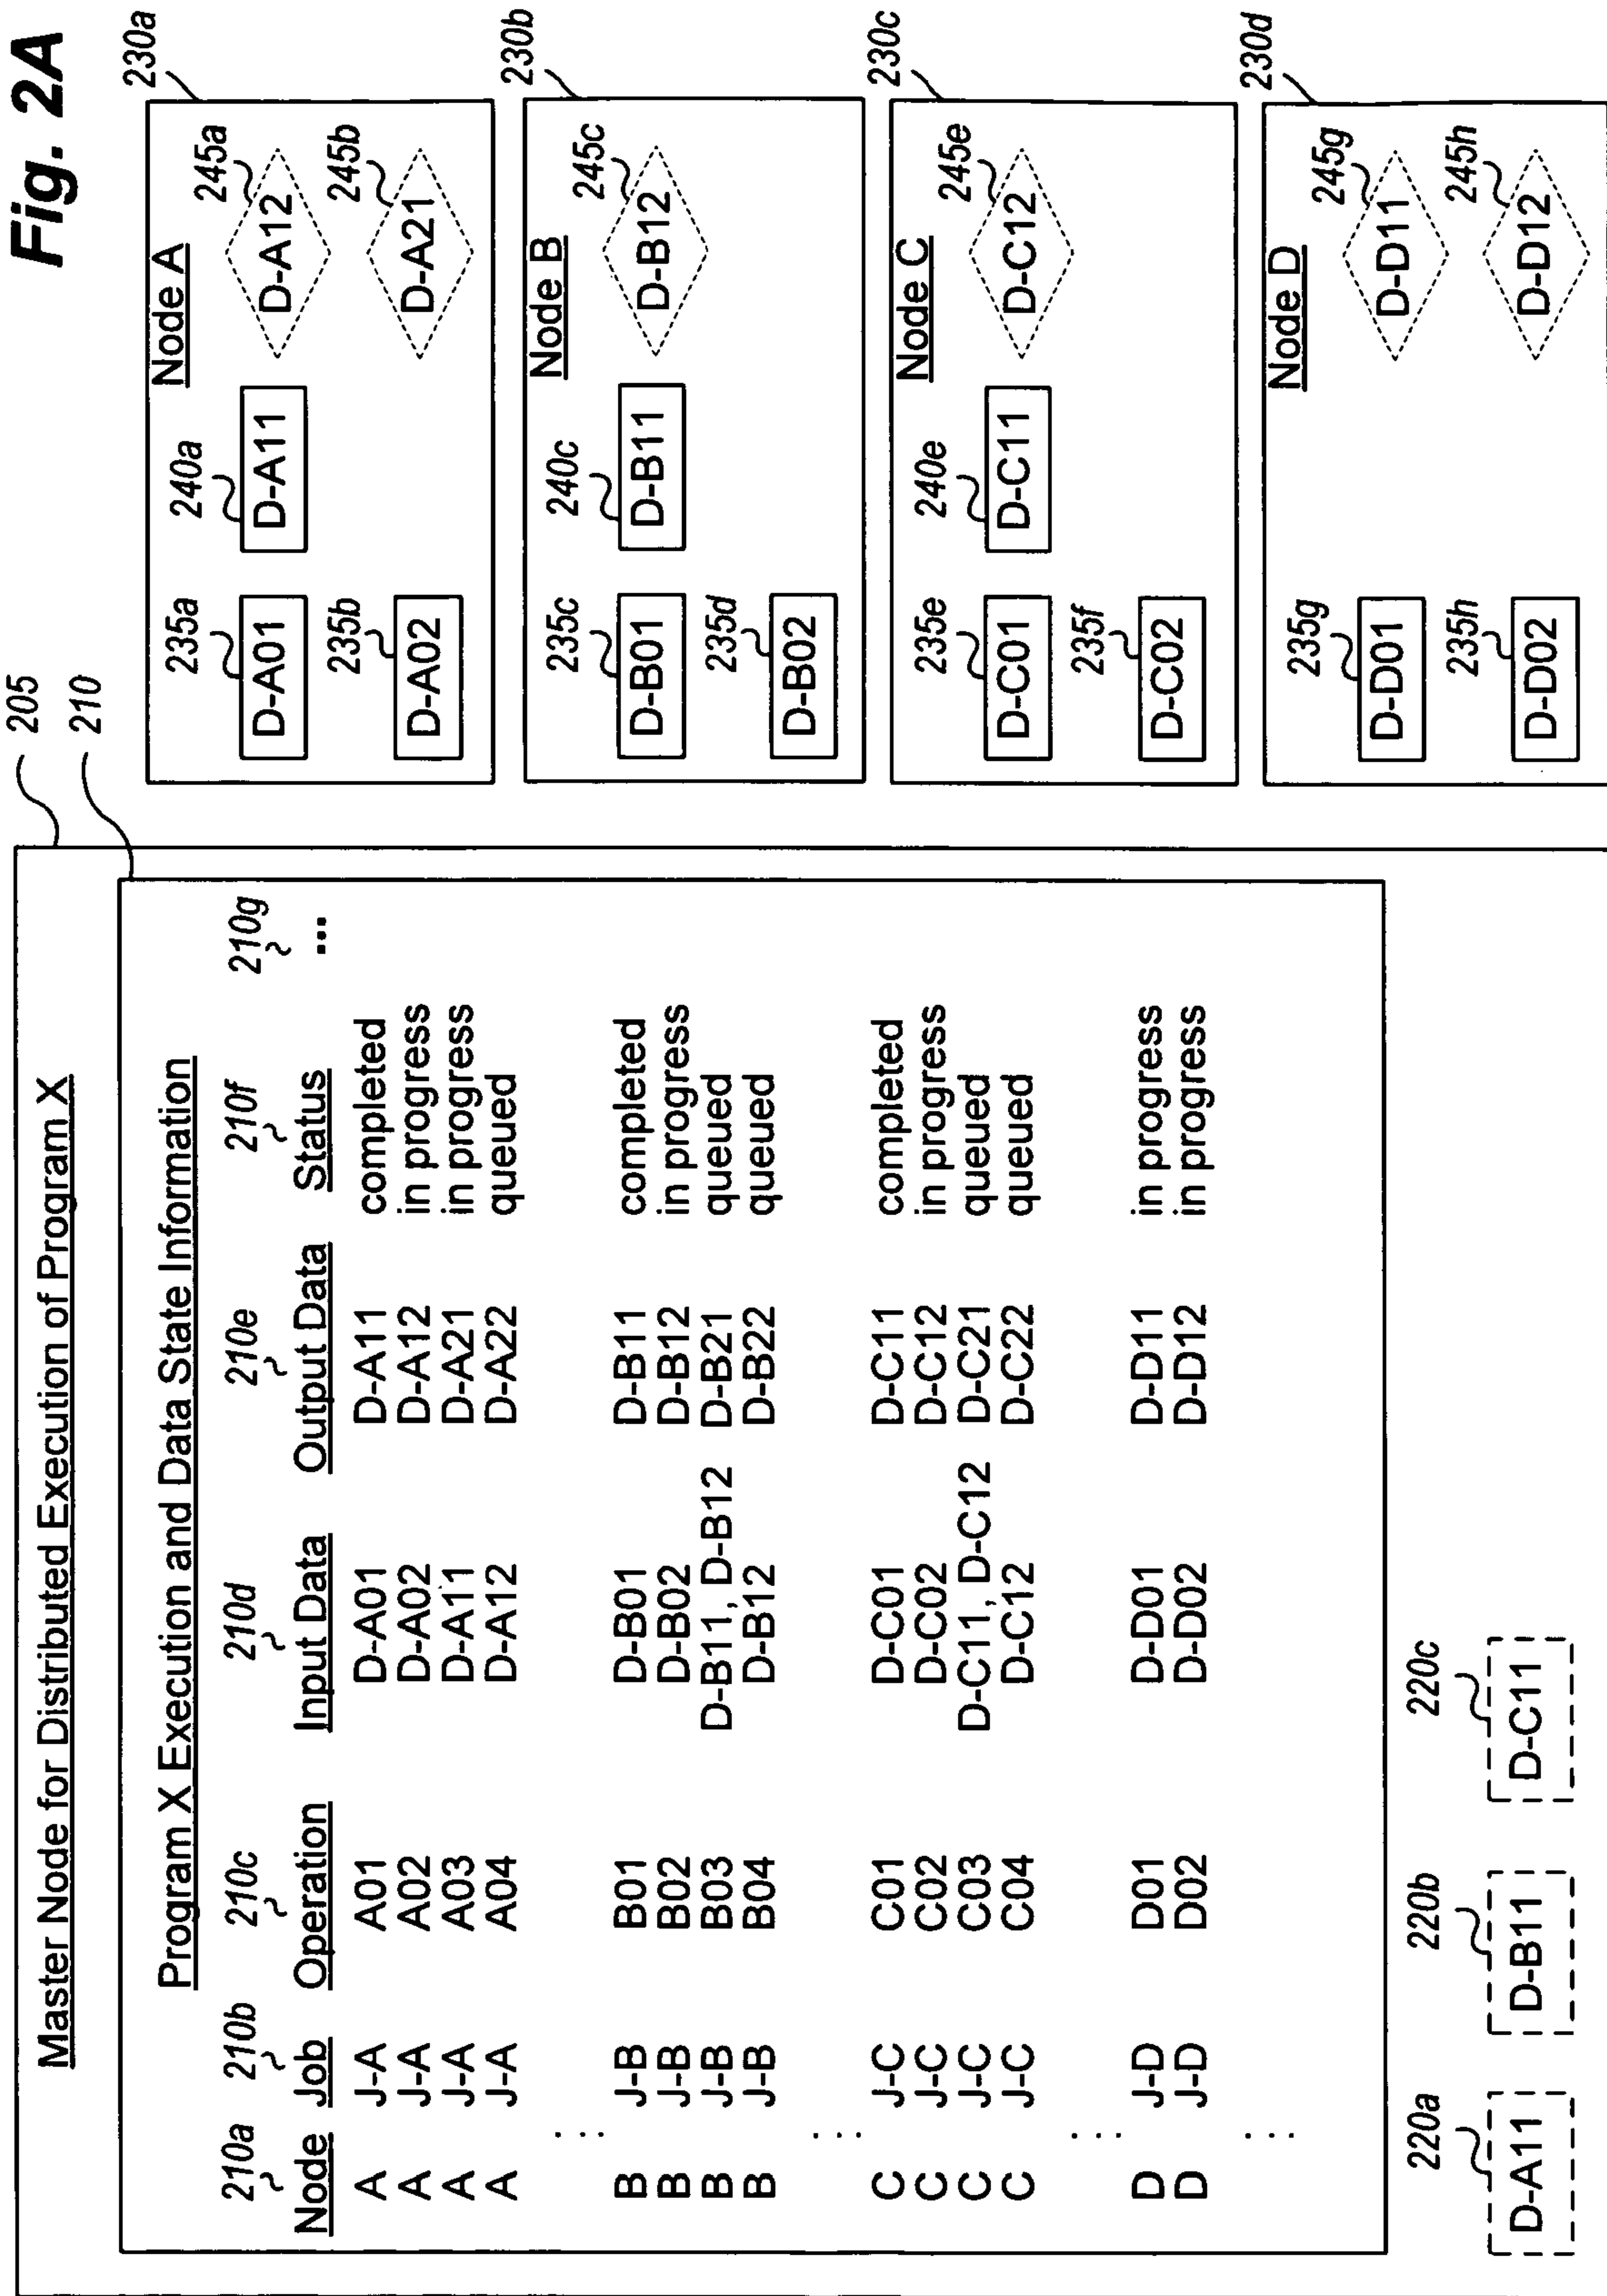 Fig. 2A
205
210
Master Node for Distributed Execution of Program X
Program X Execution and Data State Information
210a 210b 210c 210d 210e 210f 210g
Node Job Operation Input Data Output Data Status ...
A J-A A01 D-A01 D-A11 completed
A J-A A02 D-A02 D-A12 in progress
A J-A A03 D-A11 D-A21 in progress
A J-A A04 D-A12 D-A22 queued
...
B J-B B01 D-B01 D-B11 completed
B J-B B02 D-B02 D-B12 in progress
B J-B B03 D-B11, D-B12 D-B21 queued
B J-B B04 D-B12 D-B22 queued
...
C J-C C01 D-C01 D-C11 completed
C J-C C02 D-C02 D-C12 in progress
C J-C C03 D-C11, D-C12 D-C21 queued
C J-C C04 D-C12 D-C22 queued
...
D J-D D01 D-D01 D-D11 in progress
D J-D D02 D-D02 D-D12 in progress
...
220a 220b 220c
D-A11 D-B11 D-C11
230a
Node A
235a 240a 245a
D-A01 D-A11 D-A12
235b 245b
D-A02 D-A21
230b
Node B
235c 240c 245c
D-B01 D-B11 D-B12
235d
D-B02
230c
Node C
235e 240e 245e
D-C01 D-C11 D-C12
235f
D-C02
230d
Node D
235g 245g
D-D01 D-D11
235h 245h
D-D02 D-D12